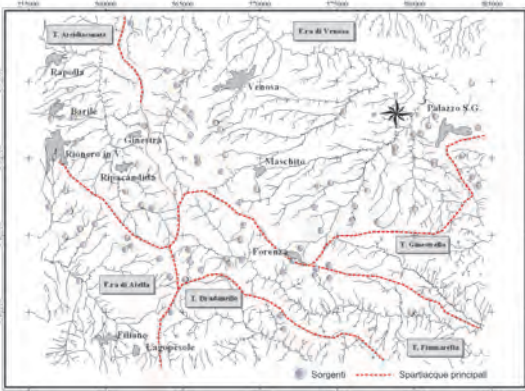 T. Arcidiaconata
F.ra di Venosa
Rapolla
Venosa
Barile
Palazzo S.G.
Ginestra
Rionero in V.
Maschito
Ripacandida
T. Ginestrello
Forenza
F.ra di Atella
T. Bradanello
Filiano
Lagopesole
T. Fiumarella
Sorgenti
Spartiacque principali